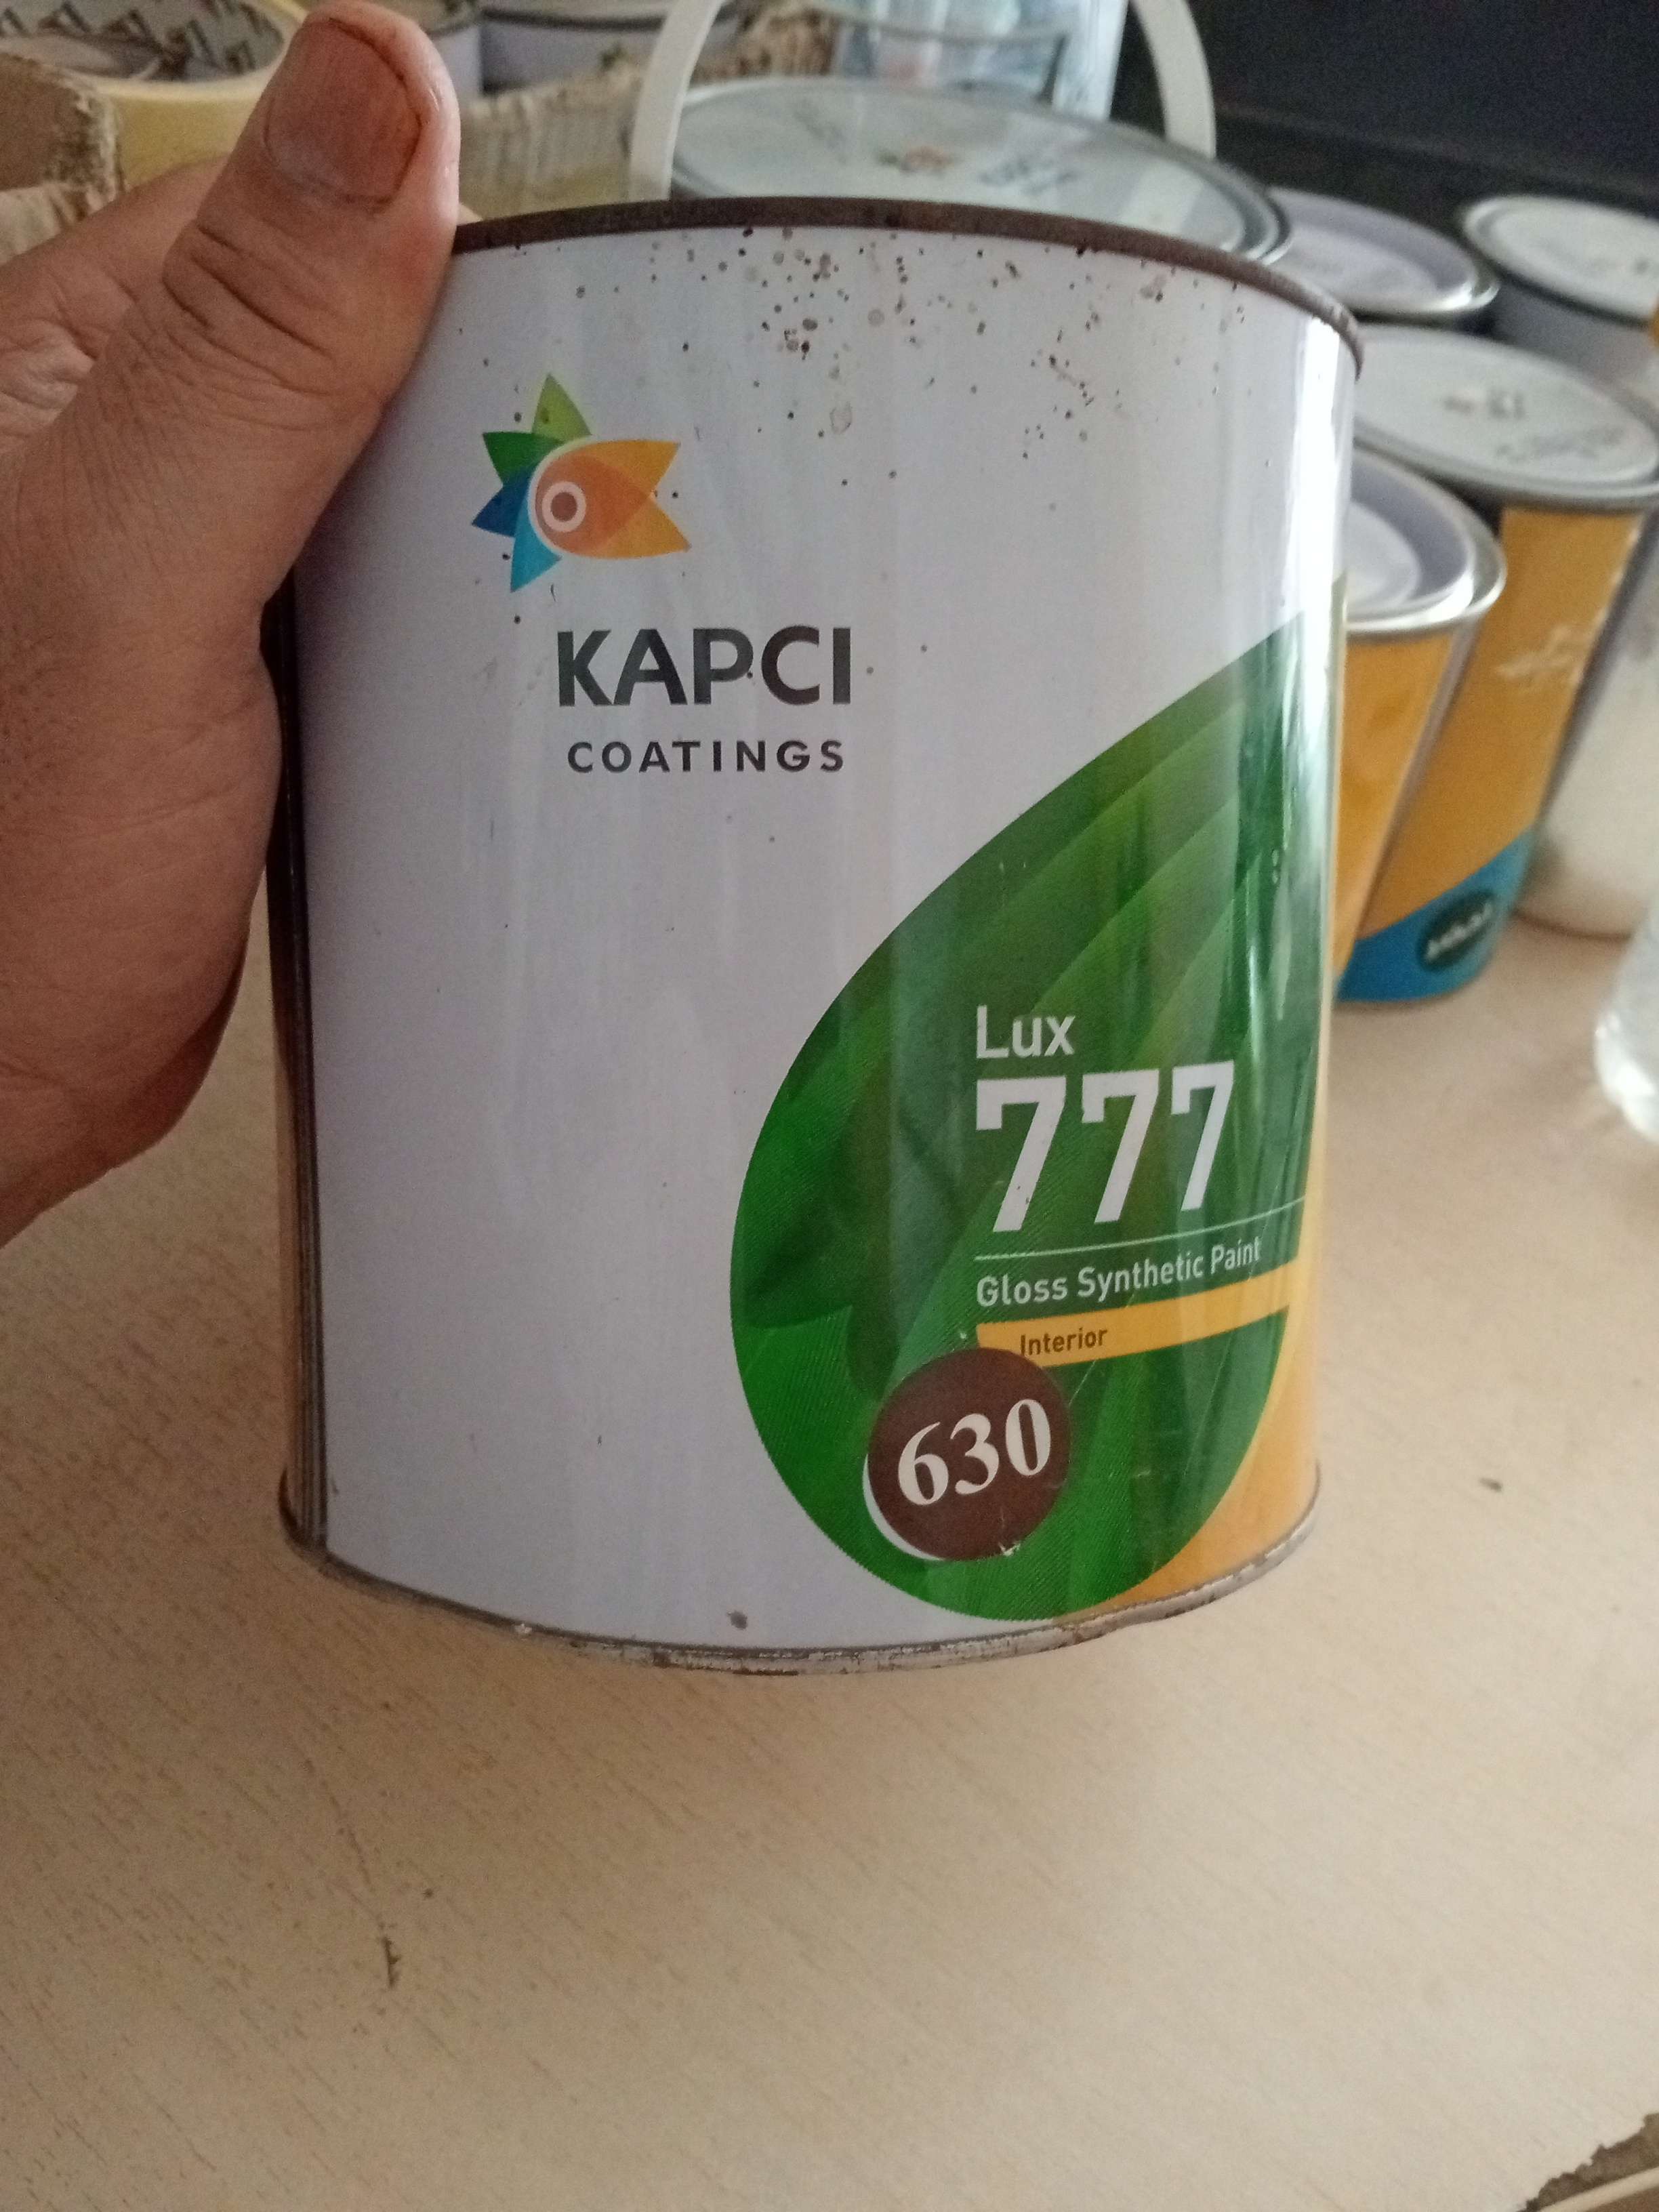 KAPCI
COATINGS
Lux
777
Gloss Synthetic Paint
Interior
630